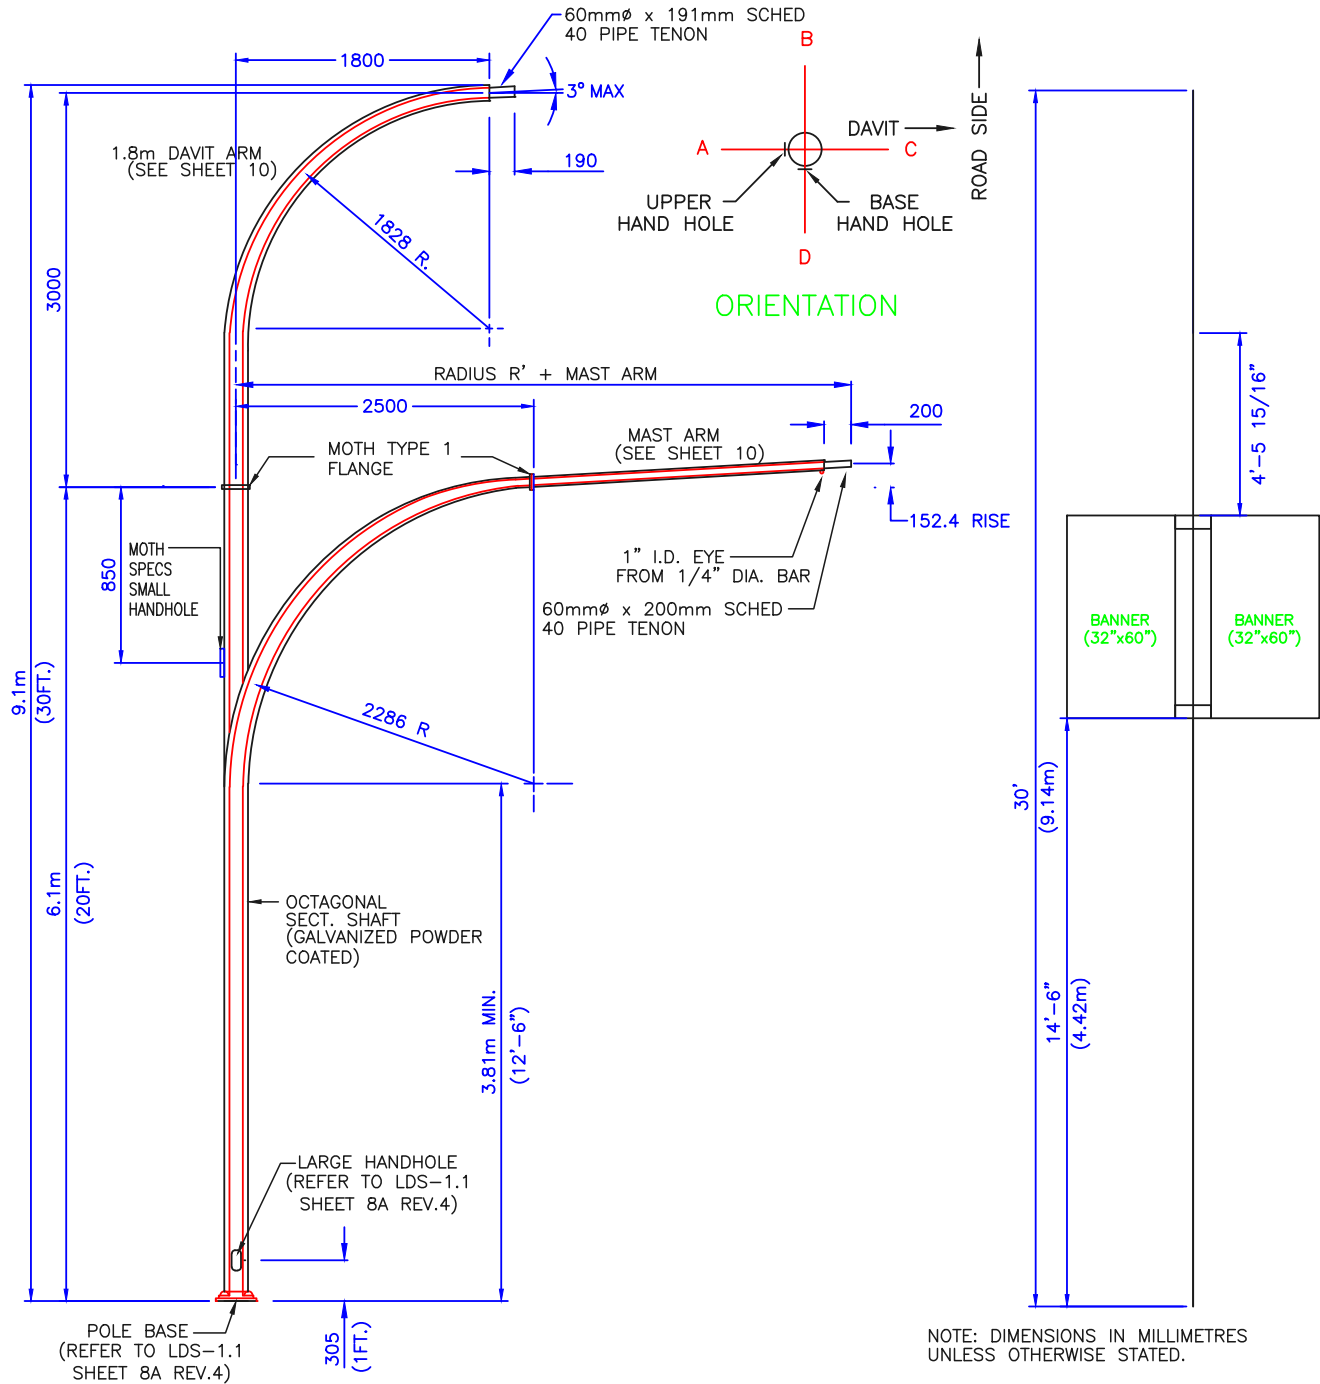 60mmø x 191mm SCHED
40 PIPE TENON
1800
3° MAX
190
1.8m DAVIT ARM
(SEE SHEET 10)
1828 R.
3000
B
A
C
D
DAVIT
ROAD SIDE
UPPER
HAND HOLE
BASE
HAND HOLE
ORIENTATION
RADIUS R' + MAST ARM
2500
200
MOTH TYPE 1
FLANGE
MAST ARM
(SEE SHEET 10)
152.4 RISE
1" I.D. EYE
FROM 1/4" DIA. BAR
60mmø x 200mm SCHED
40 PIPE TENON
MOTH
SPECS
SMALL
HANDHOLE
850
9.1m
(30FT.)
2286 R
6.1m
(20FT.)
OCTAGONAL
SECT. SHAFT
(GALVANIZED POWDER
COATED)
3.81m MIN.
(12'-6")
LARGE HANDHOLE
(REFER TO LDS-1.1
SHEET 8A REV.4)
305
(1FT.)
POLE BASE
(REFER TO LDS-1.1
SHEET 8A REV.4)
4'-5 15/16"
BANNER
(32"x60")
BANNER
(32"x60")
30'
(9.14m)
14'-6"
(4.42m)
NOTE: DIMENSIONS IN MILLIMETRES
UNLESS OTHERWISE STATED.